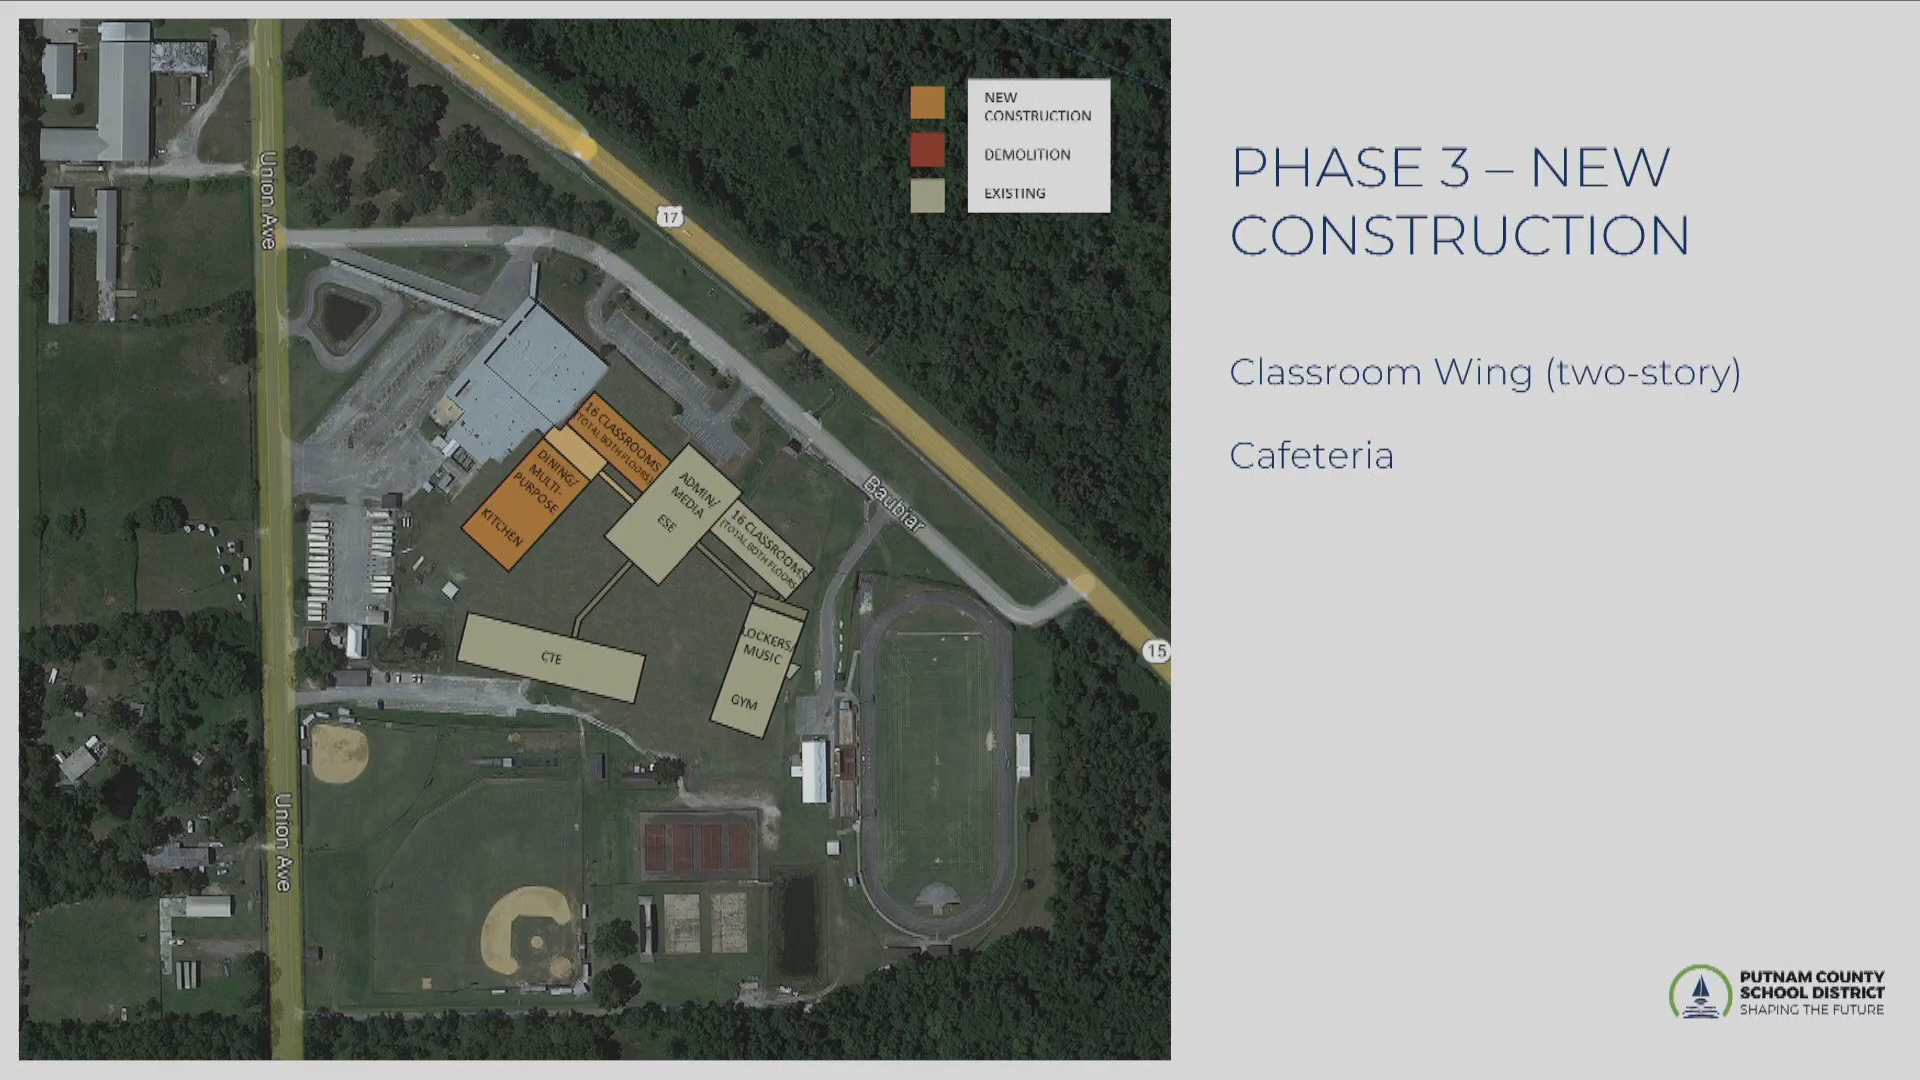 NEW
CONSTRUCTION
DEMOLITION
EXISTING
Union Ave
17
15
Baubiar
16 CLASSROOMS
(TOTAL BOTH FLOORS)
DINING/
MULTI-
PURPOSE
KITCHEN
ADMIN/
MEDIA
ESE
16 CLASSROOMS
(TOTAL BOTH FLOORS)
CTE
LOCKERS/
MUSIC
GYM
Union Ave
PHASE 3 – NEW
CONSTRUCTION
Classroom Wing (two-story)
Cafeteria
PUTNAM COUNTY
SCHOOL DISTRICT
SHAPING THE FUTURE